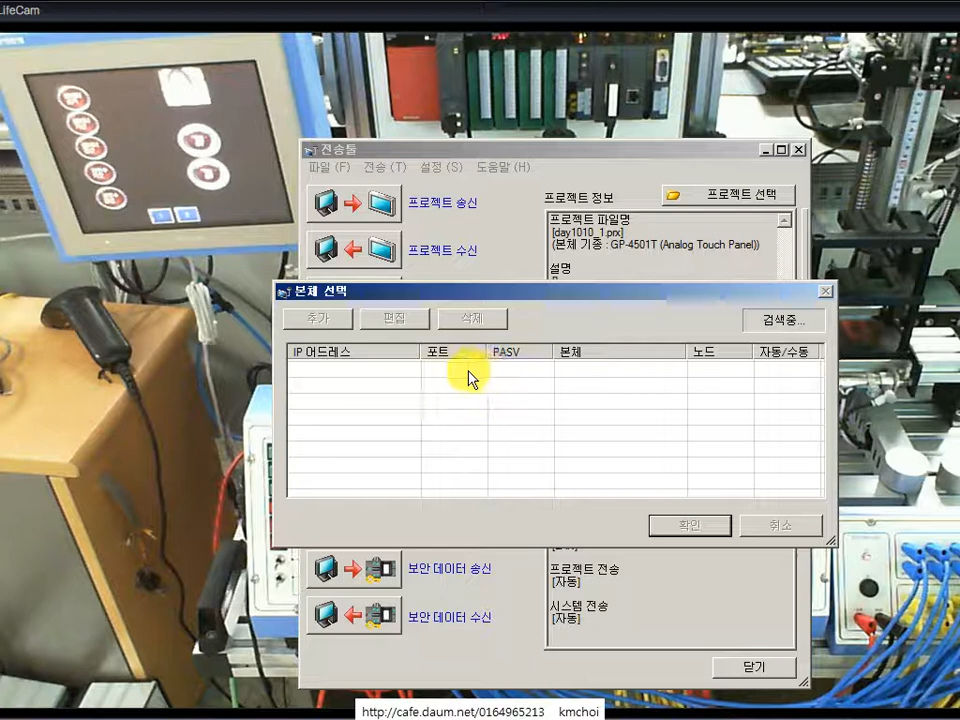 LifeCam
전송툴
파일 (F) 전송 (T) 설정 (S) 도움말 (H)
프로젝트 송신
프로젝트 수신
프로젝트 정보
프로젝트 선택
프로젝트 파일명
[day1010_1.prx]
(본체 기종 : GP-4501T (Analog Touch Panel))
설명
본체 선택
추가 편집 삭제 검색중...
IP 어드레스 포트 PASV 본체 노드 자동/수동
확인 취소
보안 데이터 송신
보안 데이터 수신
프로젝트 전송
[자동]
시스템 전송
[자동]
닫기
http://cafe.daum.net/0164965213 kmchoi